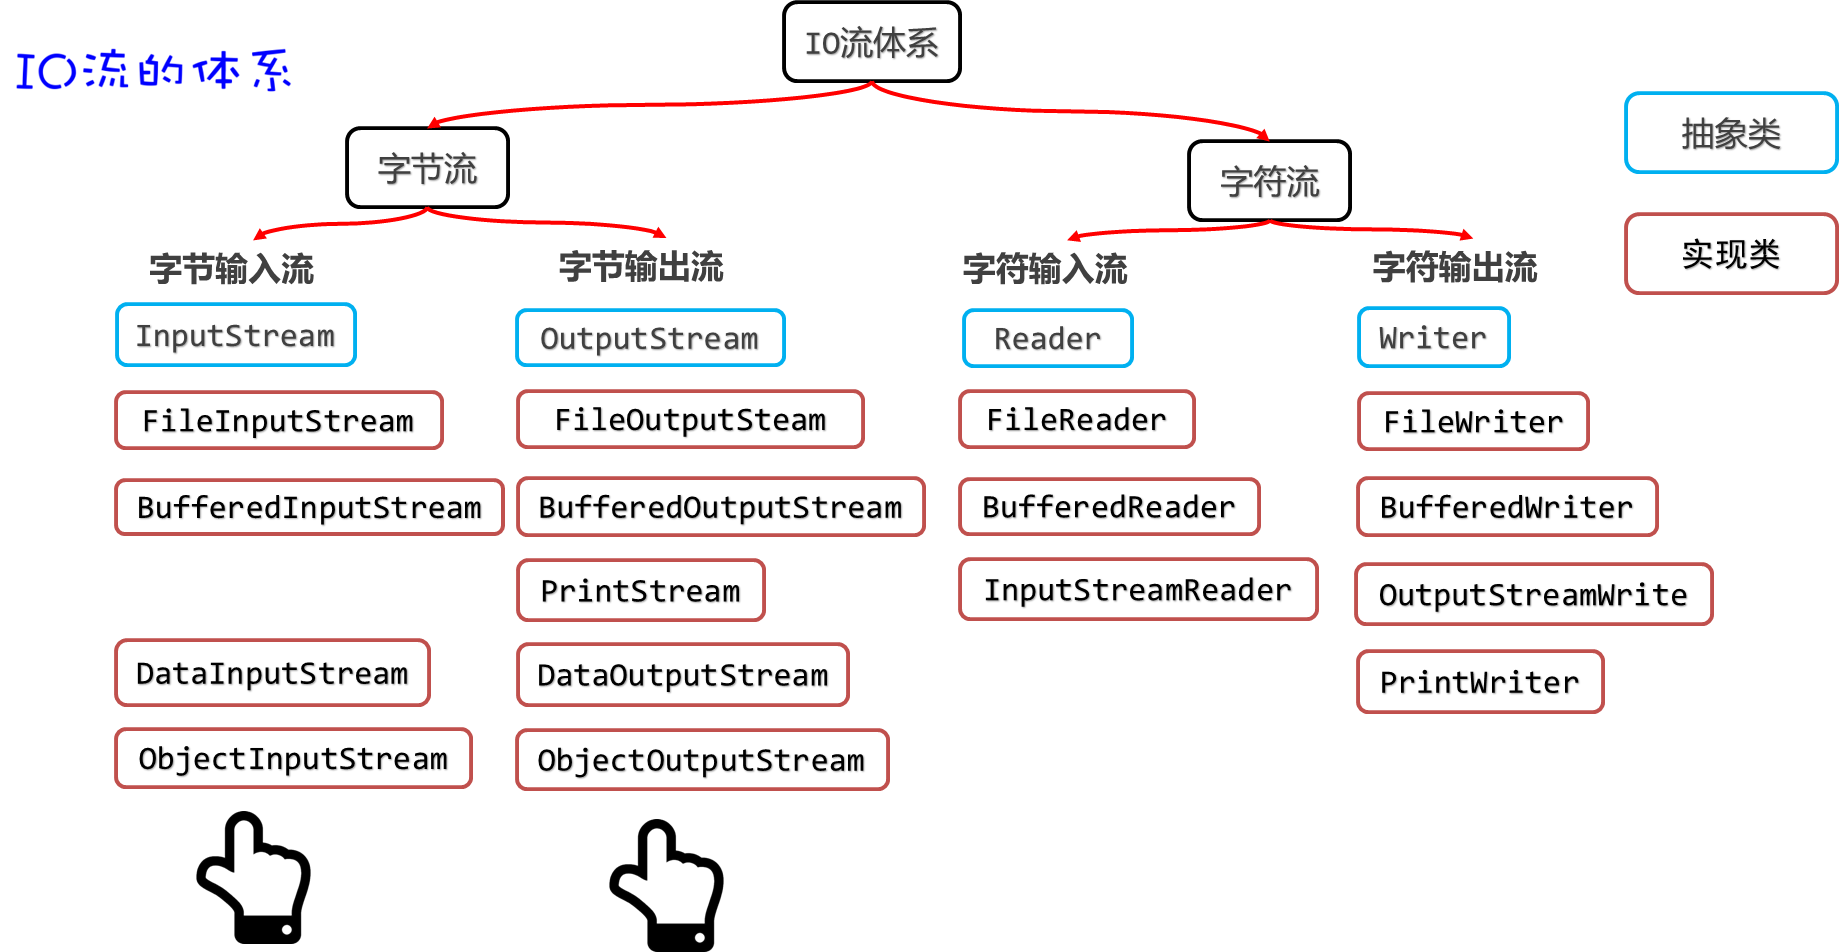 IO流的体系
IO流体系
字节流
字符流
抽象类
实现类
字节输入流
字节输出流
字符输入流
字符输出流
InputStream
OutputStream
Reader
Writer
FileInputStream
FileOutputSteam
FileReader
FileWriter
BufferedInputStream
BufferedOutputStream
BufferedReader
BufferedWriter
PrintStream
InputStreamReader
OutputStreamWrite
DataInputStream
DataOutputStream
PrintWriter
ObjectInputStream
ObjectOutputStream